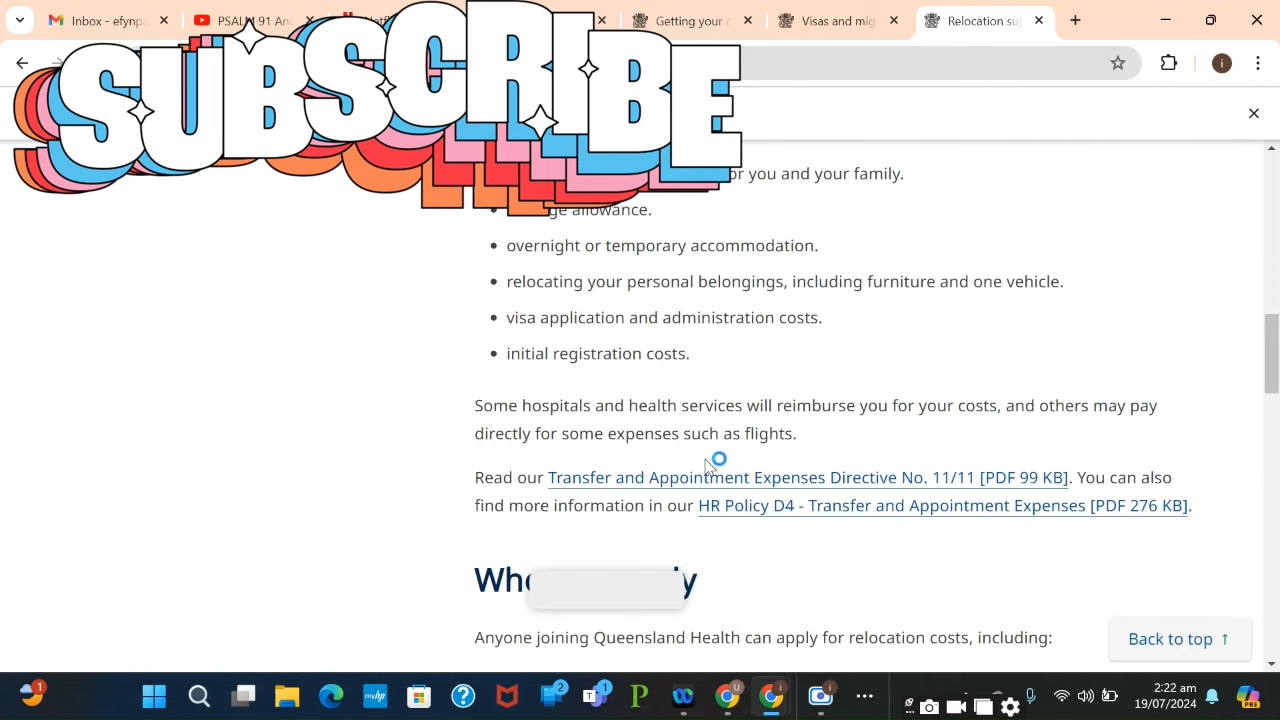 Inbox - efynpa
PSALM 91 An
Netf
Getting your c
Visas and mig
Relocation su
SUBSCRIBE
or you and your family.
ge allowance.
overnight or temporary accommodation.
relocating your personal belongings, including furniture and one vehicle.
visa application and administration costs.
initial registration costs.
Some hospitals and health services will reimburse you for your costs, and others may pay
directly for some expenses such as flights.
Read our Transfer and Appointment Expenses Directive No. 11/11 [PDF 99 KB]. You can also
find more information in our HR Policy D4 - Transfer and Appointment Expenses [PDF 276 KB].
Who y
Anyone joining Queensland Health can apply for relocation costs, including:
Back to top ↑
2:22 am
19/07/2024